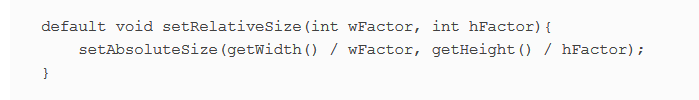 default void setRelativeSize(int wFactor, int hFactor){
    setAbsoluteSize(getWidth() / wFactor, getHeight() / hFactor);
}